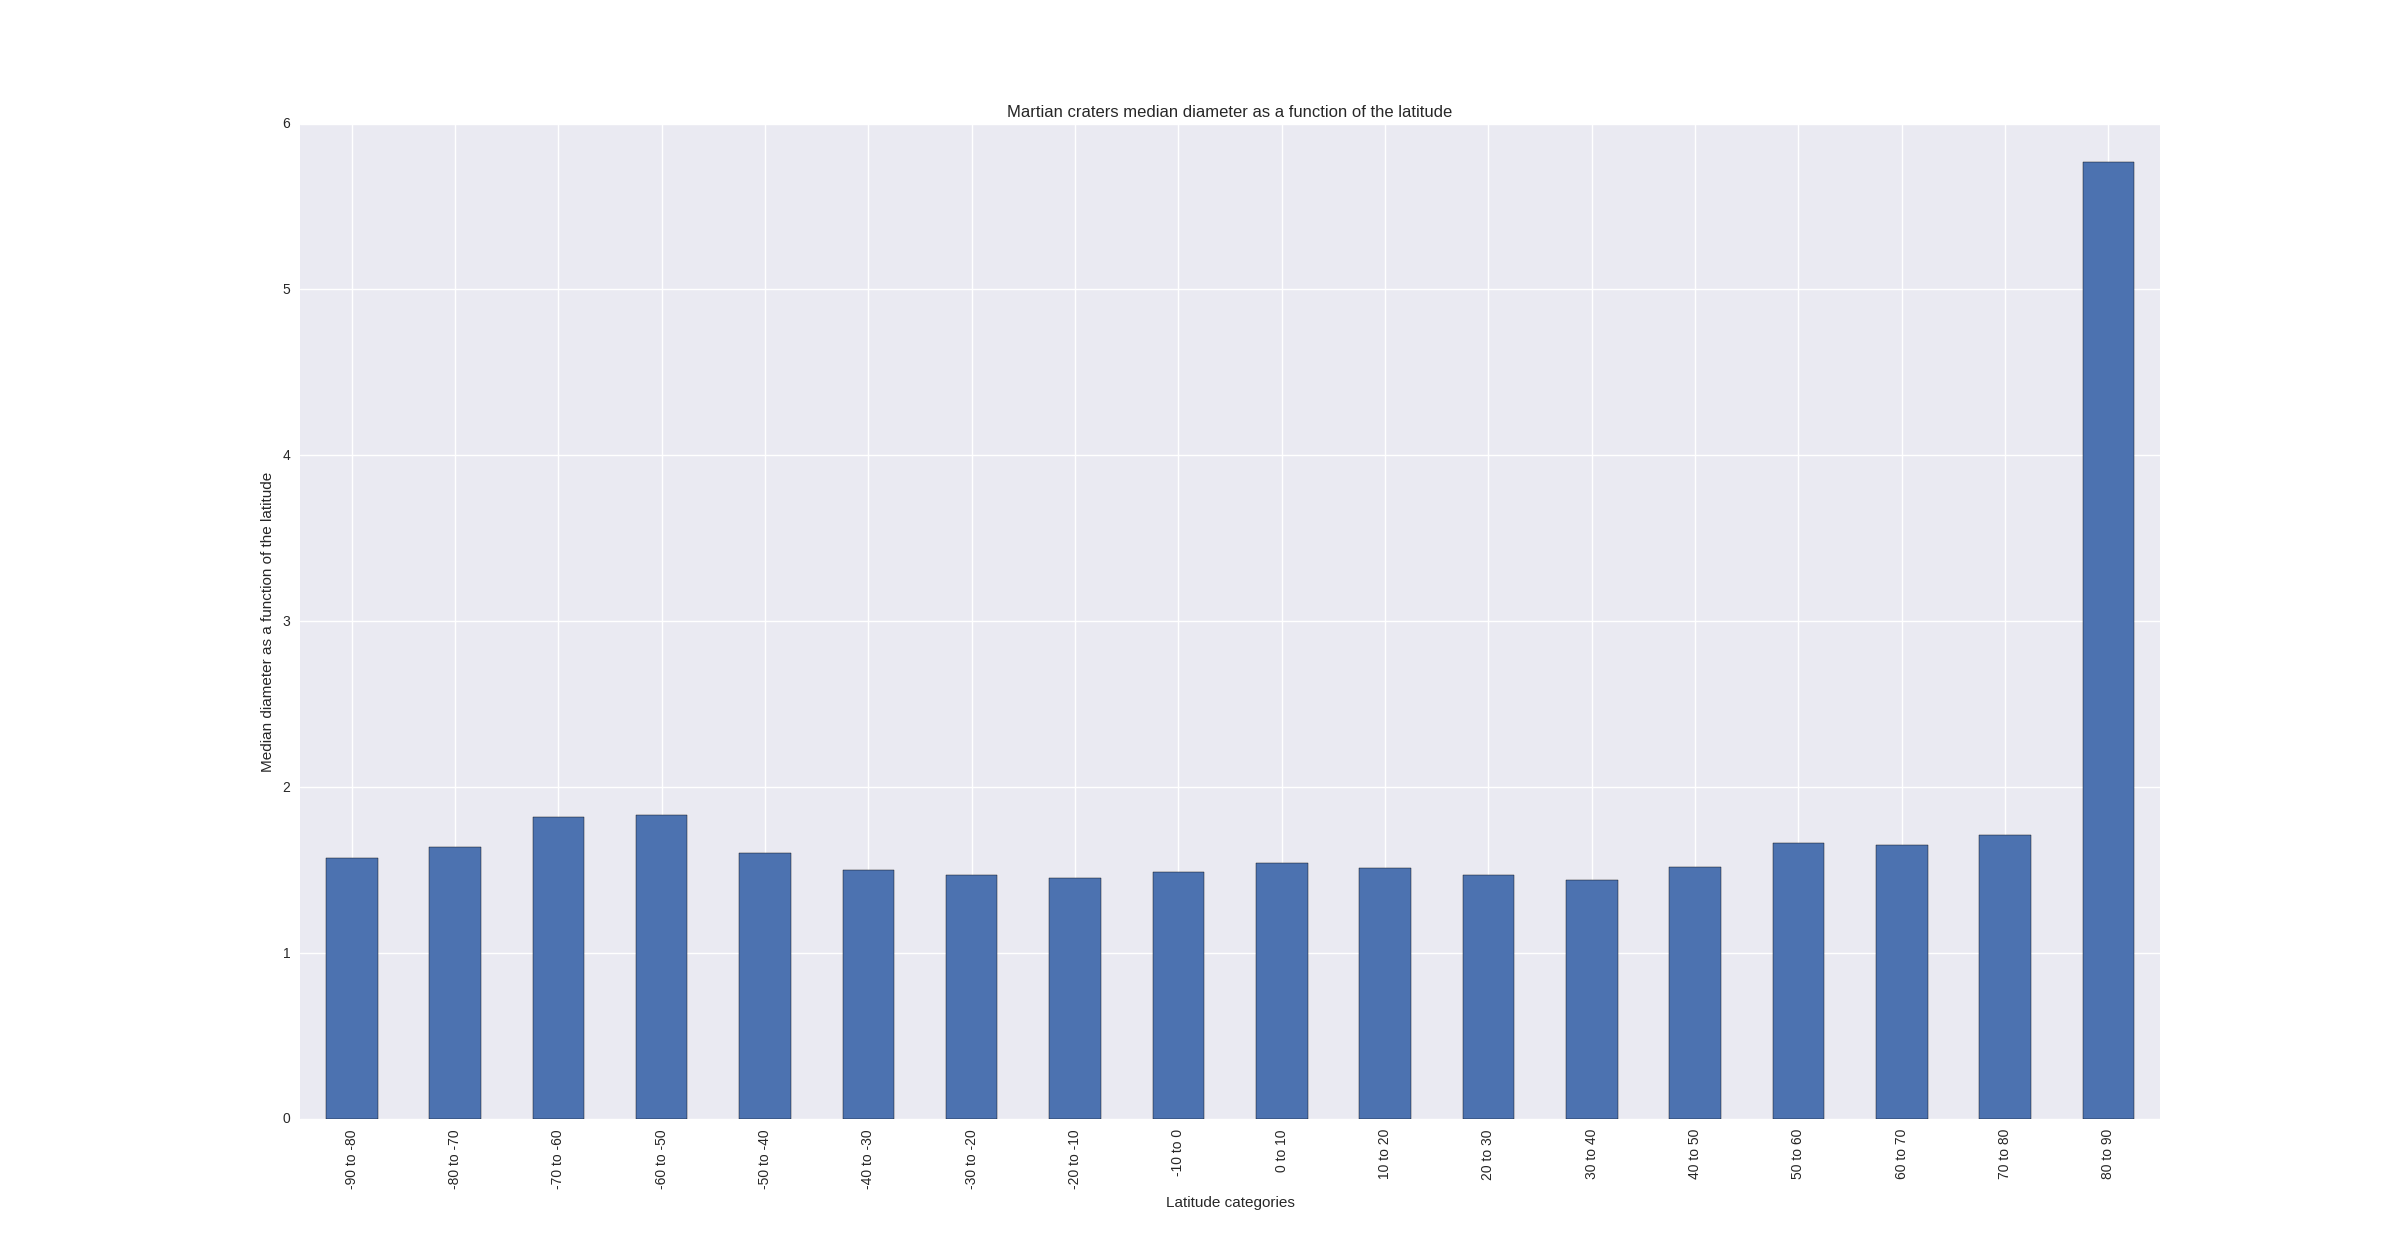 Martian craters median diameter as a function of the latitude
Median diameter as a function of the latitude
6
5
4
3
2
1
0
-90 to -80
-80 to -70
-70 to -60
-60 to -50
-50 to -40
-40 to -30
-30 to -20
-20 to -10
-10 to 0
0 to 10
10 to 20
20 to 30
30 to 40
40 to 50
50 to 60
60 to 70
70 to 80
80 to 90
Latitude categories